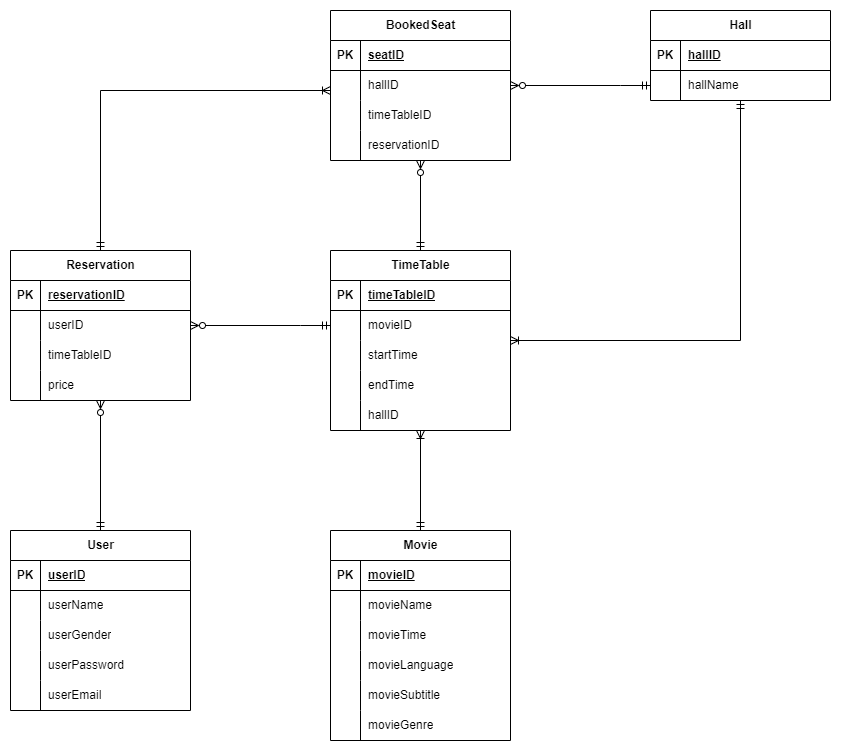 BookedSeat
PK seatID
hallID
timeTableID
reservationID
Hall
PK hallID
hallName
Reservation
PK reservationID
userID
timeTableID
price
TimeTable
PK timeTableID
movieID
startTime
endTime
hallID
User
PK userID
userName
userGender
userPassword
userEmail
Movie
PK movieID
movieName
movieTime
movieLanguage
movieSubtitle
movieGenre